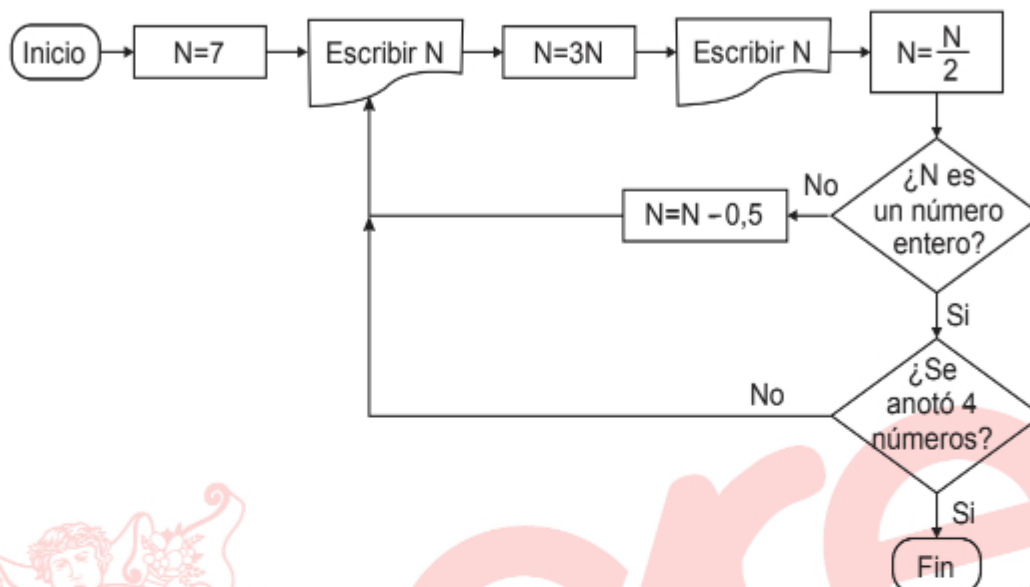 Inicio
N=7
Escribir N
N=3N
Escribir N
N=N/2
¿N es
un número
entero?
No
N=N-0,5
Si
¿Se
anotó 4
números?
No
Si
Fin